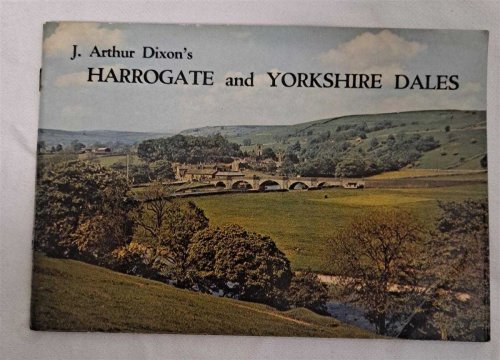 J. Arthur Dixon's
HARROGATE and YORKSHIRE DALES